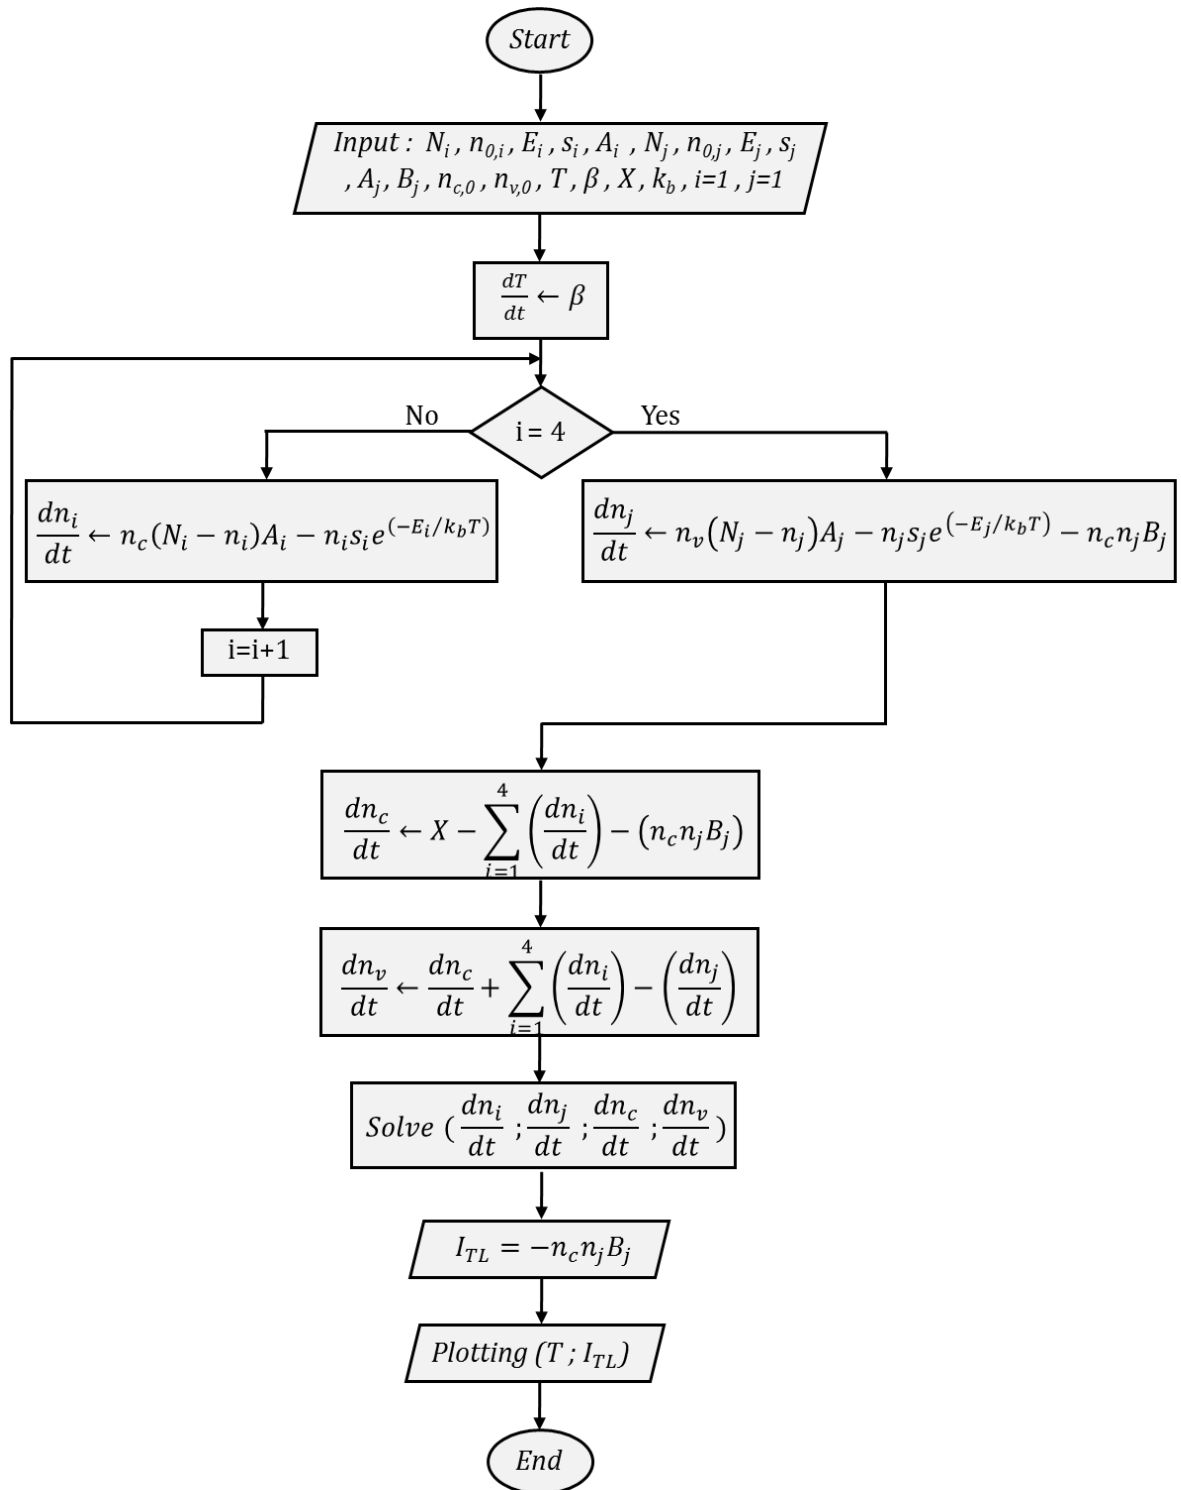 Start
Input : N_i , n_{0,i}, E_i , s_i , A_i , N_j , n_{0,j}, E_j , s_j
, A_j , B_j , n_{c,0} , n_{v,0} , T , β , X , k_b , i=1 , j=1
dT/dt ← β
i = 4
No
Yes
dn_i/dt ← n_c(N_i − n_i)A_i − n_i s_i e^{(−E_i/k_bT)}
dn_j/dt ← n_v(N_j − n_j)A_j − n_j s_j e^{(−E_j/k_bT)} − n_c n_j B_j
i=i+1
dn_c/dt ← X − ∑_{i=1}^{4} (dn_i/dt) − (n_c n_j B_j)
dn_v/dt ← dn_c/dt + ∑_{i=1}^{4} (dn_i/dt) − (dn_j/dt)
Solve ( dn_i/dt ; dn_j/dt ; dn_c/dt ; dn_v/dt )
I_{TL} = −n_c n_j B_j
Plotting (T ; I_{TL})
End